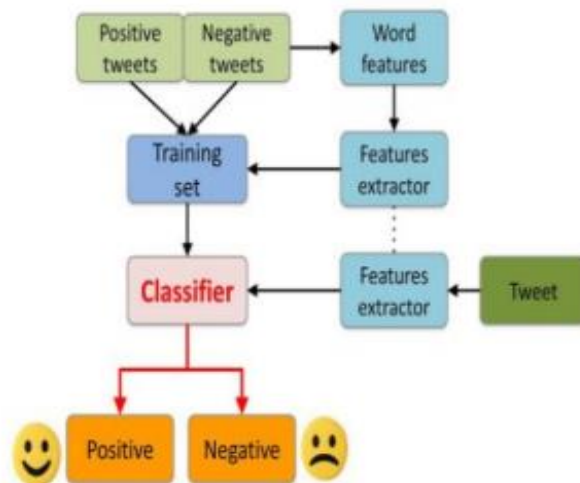 Positive
tweets
Negative
tweets
Word
features
Training
set
Features
extractor
Classifier
Features
extractor
Tweet
Positive
Negative